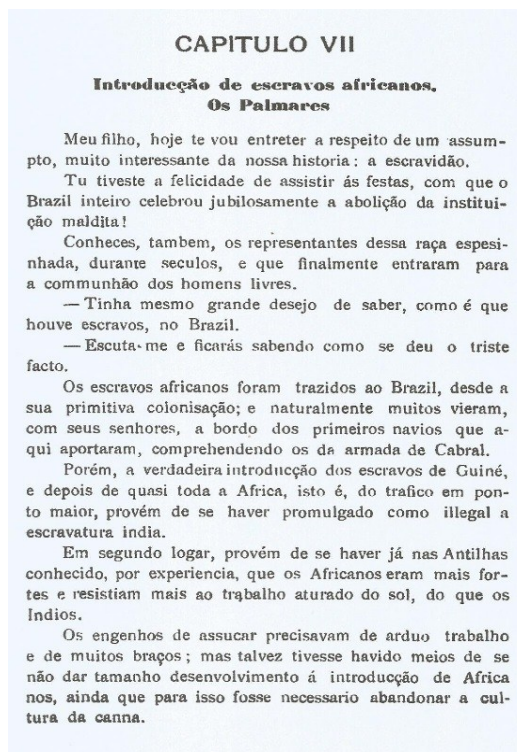 CAPITULO VII
Introducção de escravos africanos.
Os Palmares
Meu filho, hoje te vou entreter a respeito de um assum-
pto, muito interessante da nossa historia: a escravidão.
Tu tiveste a felicidade de assistir ás festas, com que o
Brazil inteiro celebrou jubilosamente a abolição da institui-
ção maldita!
Conheces, tambem, os representantes dessa raça espesi-
nhada, durante seculos, e que finalmente entraram para
a communhão dos homens livres.
— Tinha mesmo grande desejo de saber, como é que
houve escravos, no Brazil.
— Escuta-me e ficarás sabendo como se deu o triste
facto.
Os escravos africanos foram trazidos ao Brazil, desde a
sua primitiva colonisação; e naturalmente muitos vieram,
com seus senhores, a bordo dos primeiros navios que a-
qui aportaram, comprehendendo os da armada de Cabral.
Porém, a verdadeira introducção dos escravos de Guiné,
e depois de quasi toda a Africa, isto é, do trafico em pon-
to maior, provém de se haver promulgado como illegal a
escravatura india.
Em segundo logar, provém de se haver já nas Antilhas
conhecido, por experiencia, que os Africanos eram mais for-
tes e resistiam mais ao trabalho aturado do sol, do que os
Indios.
Os engenhos de assucar precisavam de arduo trabalho
e de muitos braços; mas talvez tivesse havido meios de se
não dar tamanho desenvolvimento á introducção de Africa
nos, ainda que para isso fosse necessario abandonar a cul-
tura da canna.